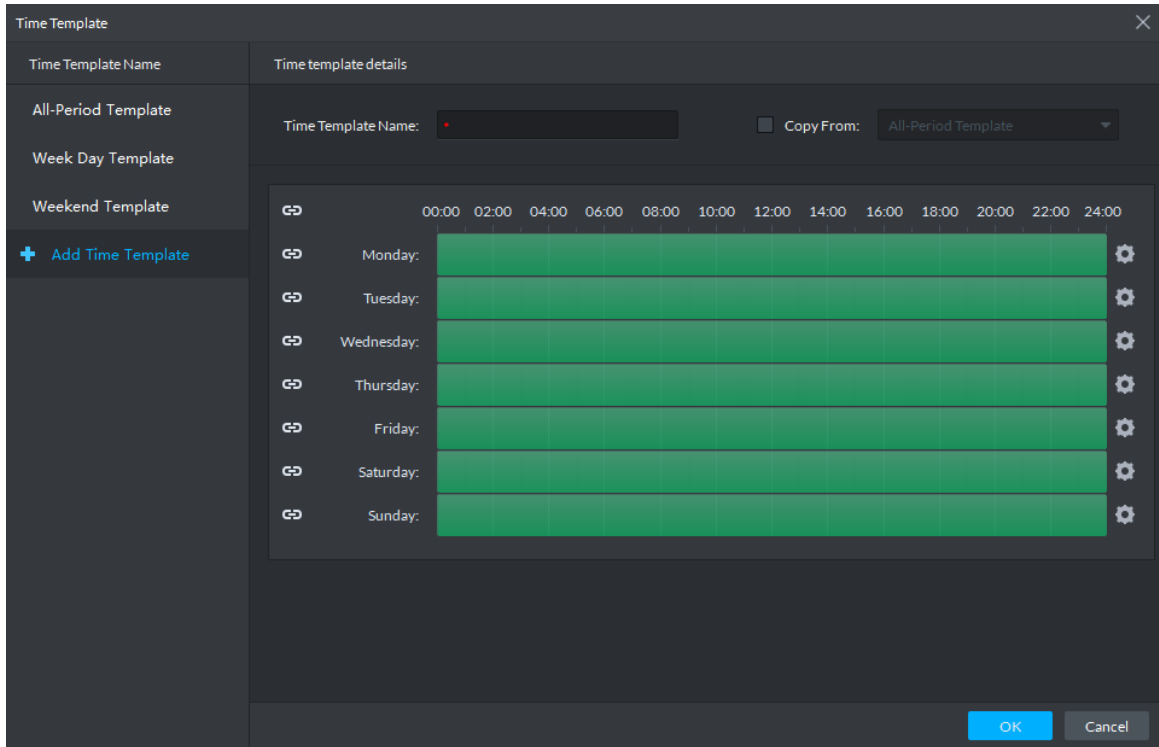 Time Template
Time Template Name
Time template details
All-Period Template
Week Day Template
Weekend Template
Add Time Template
Time Template Name: *
Copy From: All-Period Template
00:00 02:00 04:00 06:00 08:00 10:00 12:00 14:00 16:00 18:00 20:00 22:00 24:00
Monday:
Tuesday:
Wednesday:
Thursday:
Friday:
Saturday:
Sunday:
OK Cancel